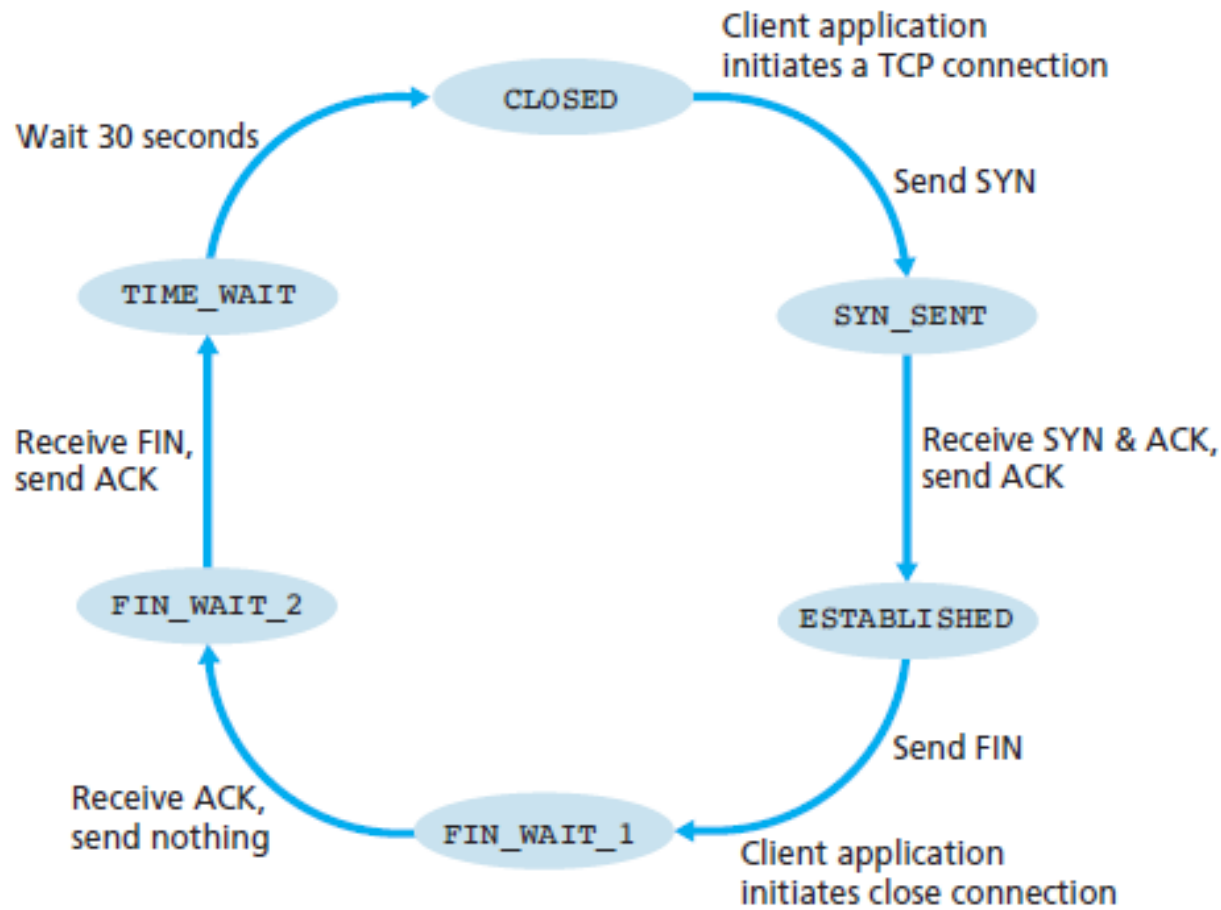 Client application
initiates a TCP connection
CLOSED
Wait 30 seconds
Send SYN
TIME_WAIT
SYN_SENT
Receive FIN,
send ACK
Receive SYN & ACK,
send ACK
FIN_WAIT_2
ESTABLISHED
Send FIN
Receive ACK,
send nothing
FIN_WAIT_1
Client application
initiates close connection